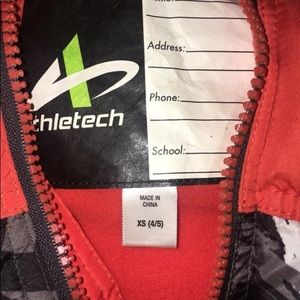 Address:
Phone:
School:
thletech
MADE IN
CHINA
XS (4/5)